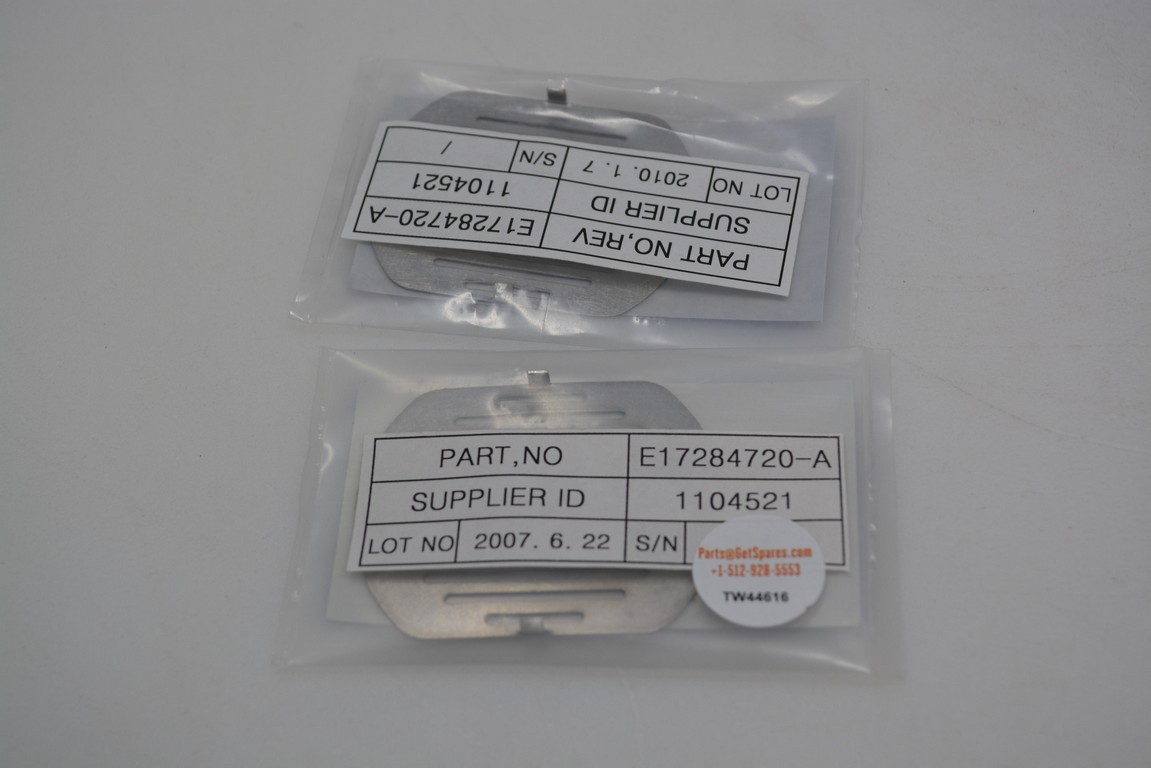 PART NO,REV E17284720-A
SUPPLIER ID 1104521
LOT NO 2010. 1. 7 S/N /
PART,NO E17284720-A
SUPPLIER ID 1104521
LOT NO 2007. 6. 22 S/N
Parts@GetSpares.com
+1-512-928-5553
TW44616